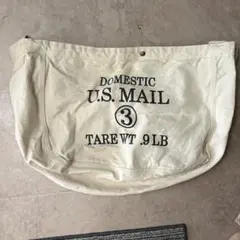 DOMESTIC
U.S. MAIL
3
TARE WT .9 LB